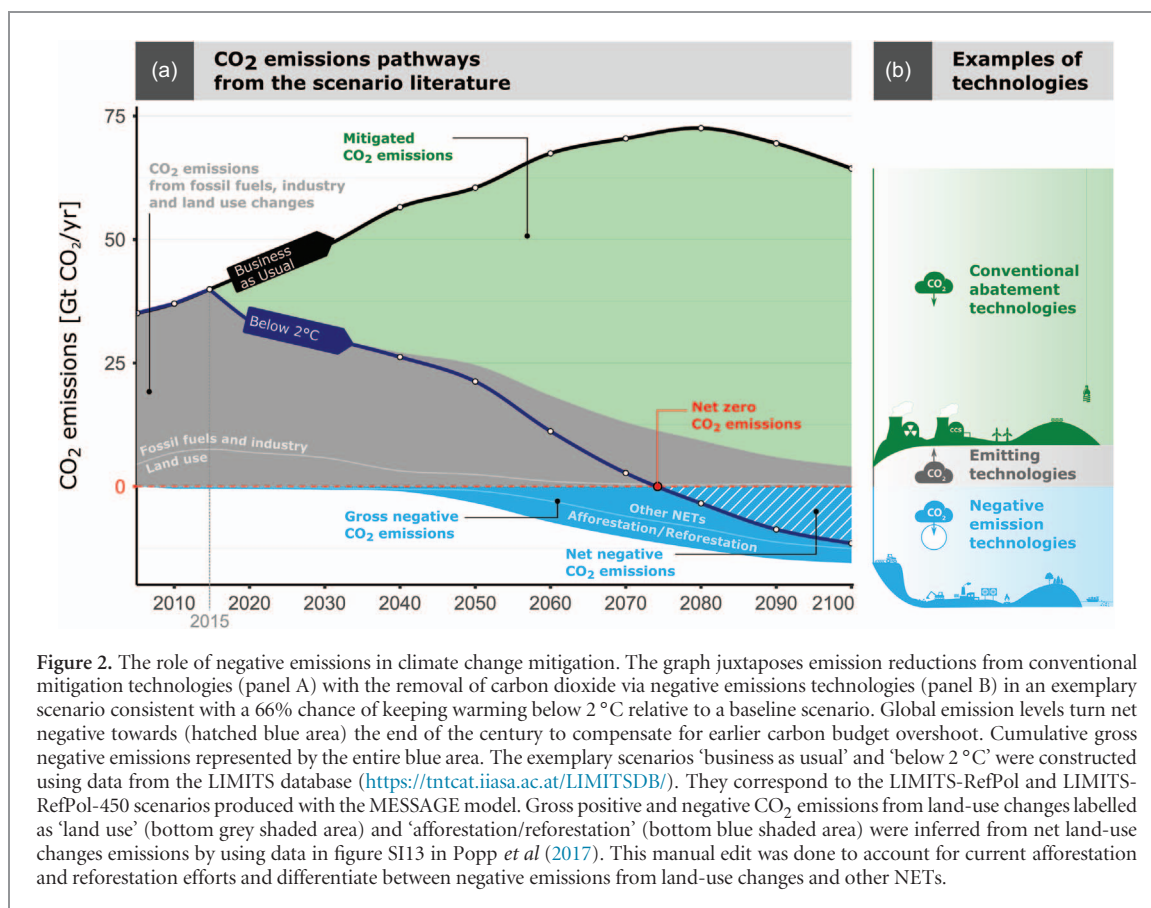 (a)
CO2 emissions pathways
from the scenario literature
(b)
Examples of
technologies
CO2 emissions [Gt CO2/yr]
75
50
25
0
Mitigated
CO2 emissions
CO2 emissions
from fossil fuels, industry
and land use changes
Business
as Usual
Below 2°C
Net zero
CO2 emissions
Fossil fuels and industry
Land use
Gross negative
CO2 emissions
Other NETs
Afforestation/Reforestation
Net negative
CO2 emissions
2010 2020 2030 2040 2050 2060 2070 2080 2090 2100
2015
CO2
Conventional
abatement
technologies
CCS
CO2
Emitting
technologies
CO2
Negative
emission
technologies
Figure 2. The role of negative emissions in climate change mitigation. The graph juxtaposes emission reductions from conventional
mitigation technologies (panel A) with the removal of carbon dioxide via negative emissions technologies (panel B) in an exemplary
scenario consistent with a 66% chance of keeping warming below 2 °C relative to a baseline scenario. Global emission levels turn net
negative towards (hatched blue area) the end of the century to compensate for earlier carbon budget overshoot. Cumulative gross
negative emissions represented by the entire blue area. The exemplary scenarios ‘business as usual’ and ‘below 2 °C’ were constructed
using data from the LIMITS database (https://tntcat.iiasa.ac.at/LIMITSDB/). They correspond to the LIMITS-RefPol and LIMITS-
RefPol-450 scenarios produced with the MESSAGE model. Gross positive and negative CO2 emissions from land-use changes labelled
as ‘land use’ (bottom grey shaded area) and ‘afforestation/reforestation’ (bottom blue shaded area) were inferred from net land-use
changes emissions by using data in figure SI13 in Popp et al (2017). This manual edit was done to account for current afforestation
and reforestation efforts and differentiate between negative emissions from land-use changes and other NETs.